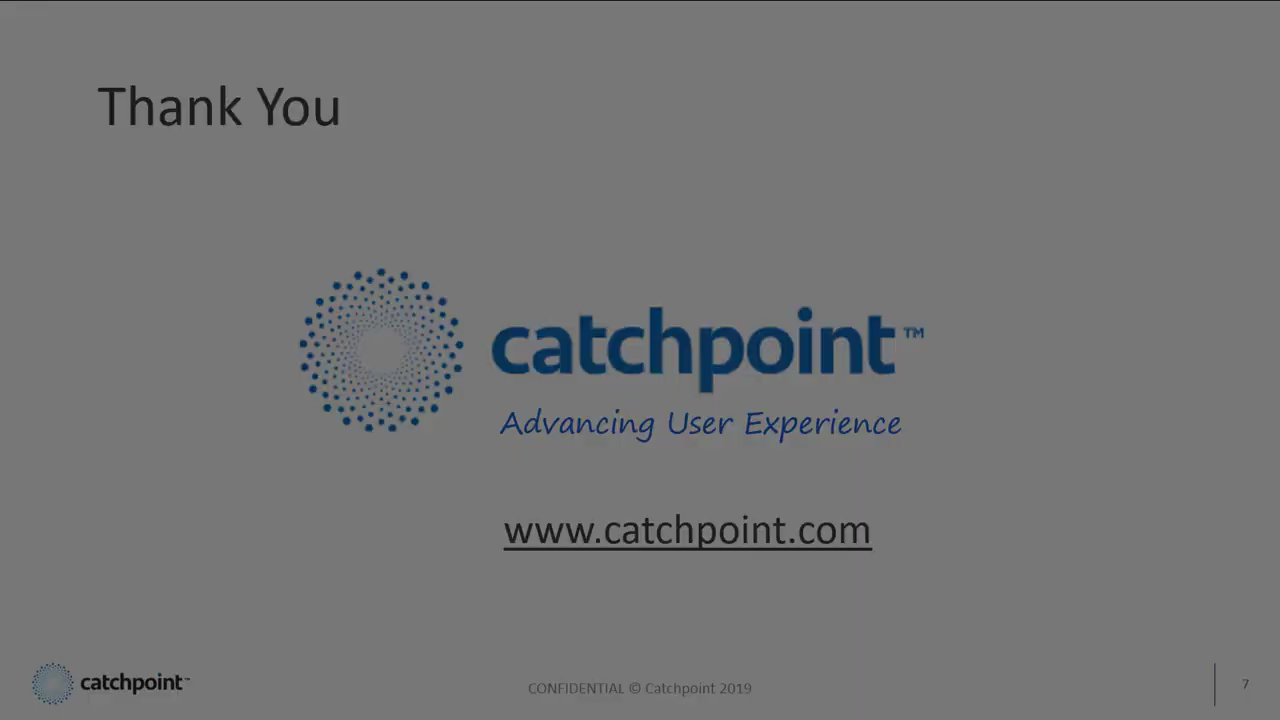 Thank You
catchpoint™
Advancing User Experience
www.catchpoint.com
catchpoint™
CONFIDENTIAL © Catchpoint 2019
7